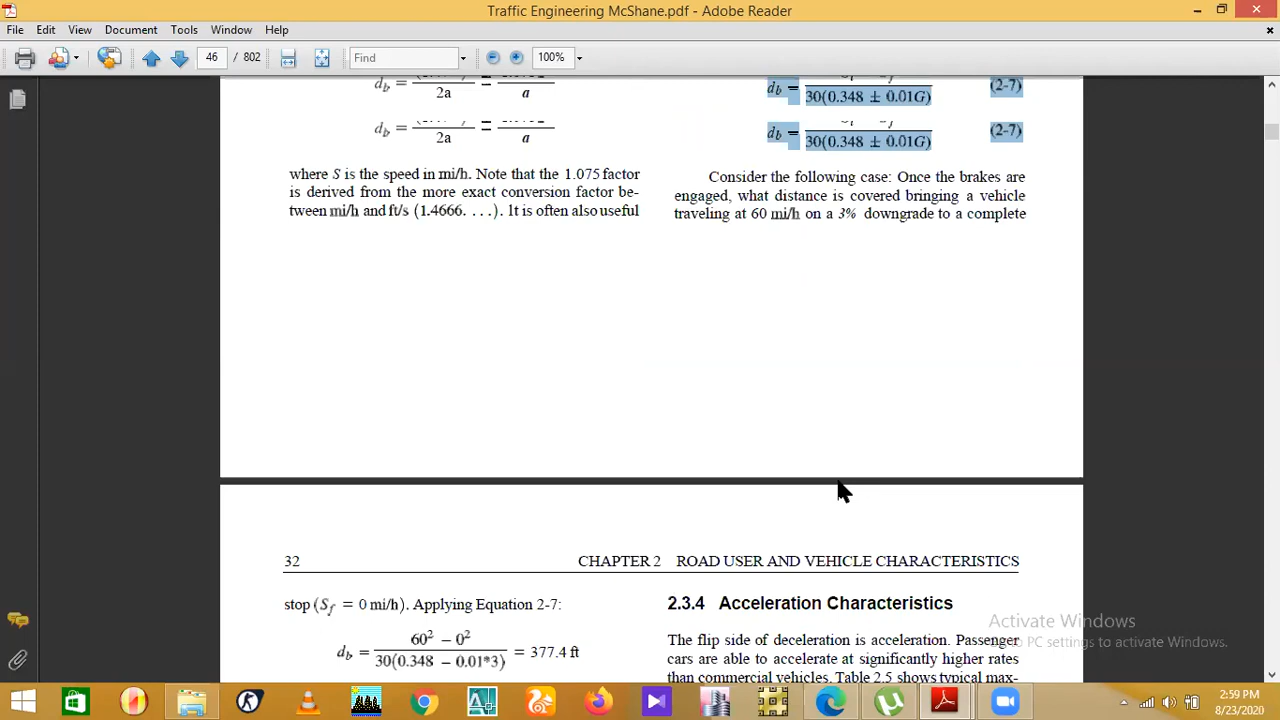 Traffic Engineering McShane.pdf - Adobe Reader
File Edit View Document Tools Window Help
46 / 802 Find 100%
d_b = 2a = a
d_b = 2a = a
where S is the speed in mi/h. Note that the 1.075 factor
is derived from the more exact conversion factor be-
tween mi/h and ft/s (1.4666. . . .). It is often also useful
d_b = 30(0.348 ± 0.01G) (2-7)
d_b = 30(0.348 ± 0.01G) (2-7)
Consider the following case: Once the brakes are
engaged, what distance is covered bringing a vehicle
traveling at 60 mi/h on a 3% downgrade to a complete
32 CHAPTER 2 ROAD USER AND VEHICLE CHARACTERISTICS
stop (S_f = 0 mi/h). Applying Equation 2-7:
60² – 0²
d_b = = 377.4 ft
30(0.348 – 0.01*3)
2.3.4 Acceleration Characteristics
The flip side of deceleration is acceleration. Passenger
cars are able to accelerate at significantly higher rates
than commercial vehicles. Table 2.5 shows typical max-
Activate Windows
to PC settings to activate Windows.
2:59 PM
8/23/2020